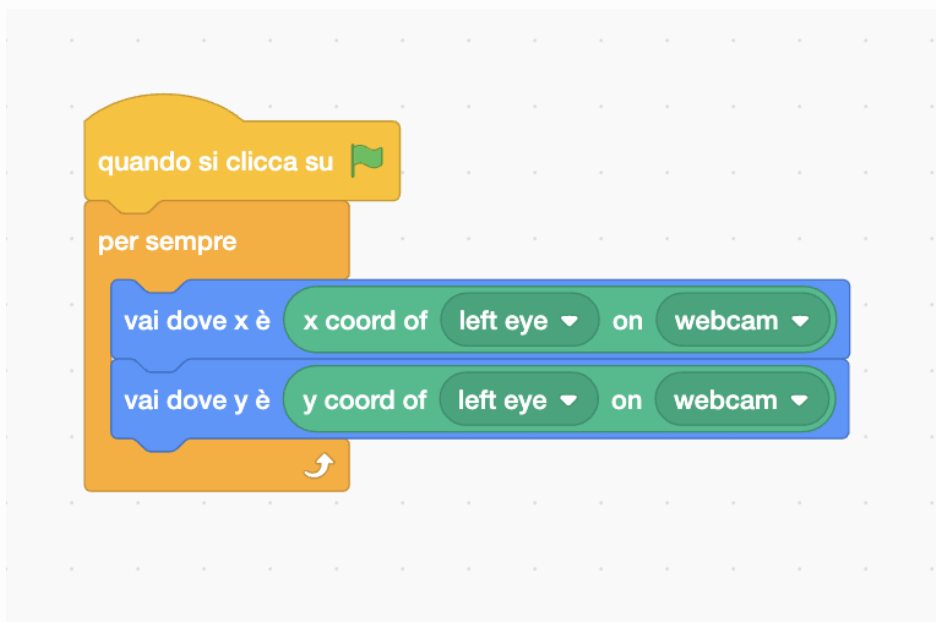 quando si clicca su
per sempre
vai dove x è x coord of left eye on webcam
vai dove y è y coord of left eye on webcam